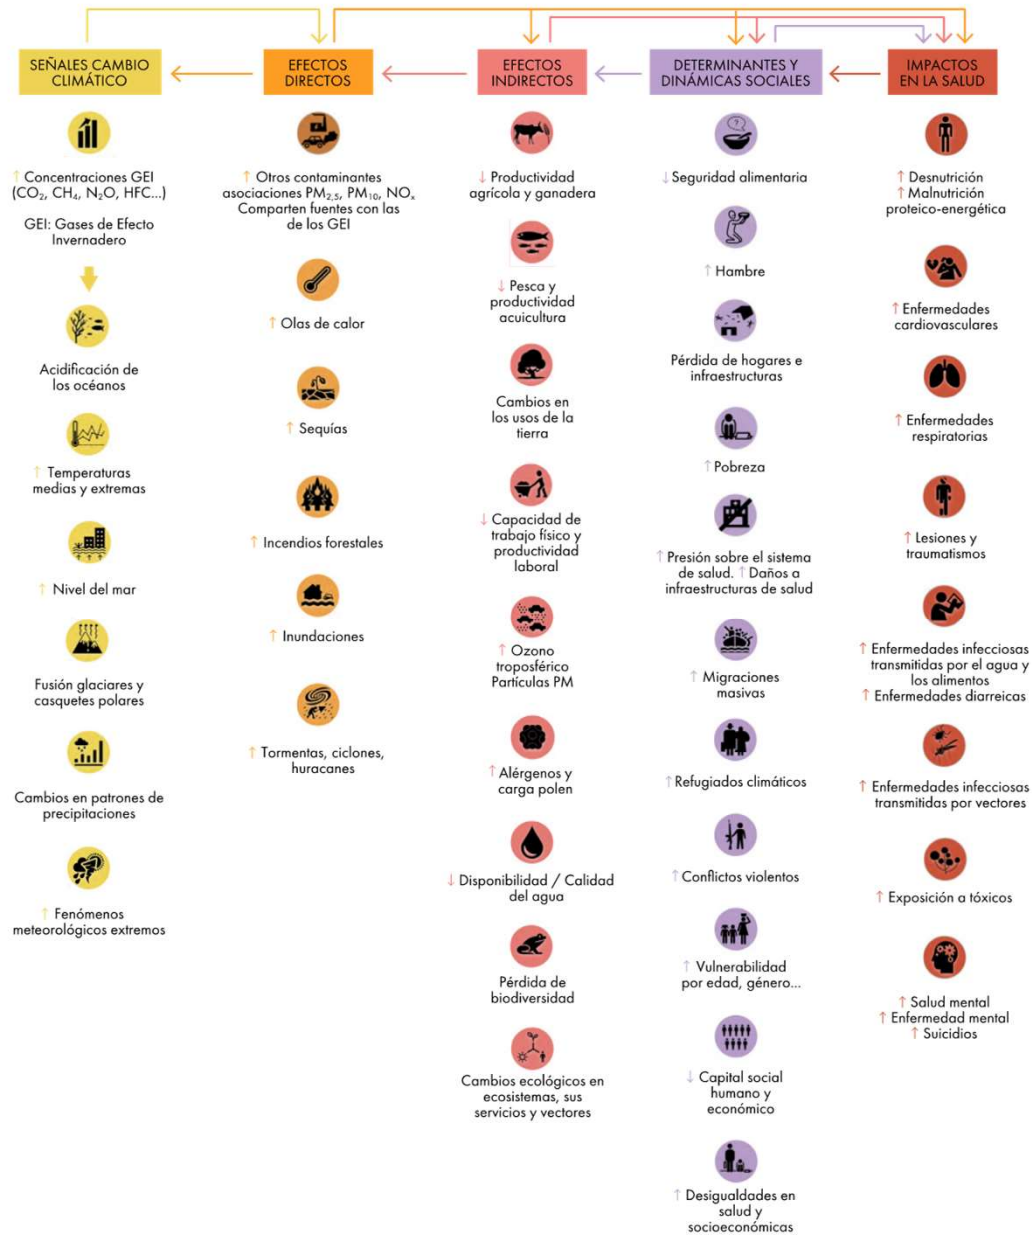 SEÑALES CAMBIO
CLIMÁTICO
↑ Concentraciones GEI
(CO₂, CH₄, N₂O, HFC...)
GEI: Gases de Efecto
Invernadero
Acidificación de
los océanos
↑ Temperaturas
medias y extremas
↑ Nivel del mar
Fusión glaciares y
casquetes polares
Cambios en patrones de
precipitaciones
↑ Fenómenos
meteorológicos extremos
EFECTOS
DIRECTOS
↑ Otros contaminantes
asociaciones PM₂,₅, PM₁₀, NOₓ
Comparten fuentes con las
de los GEI
↑ Olas de calor
↑ Sequías
↑ Incendios forestales
↑ Inundaciones
↑ Tormentas, ciclones,
huracanes
EFECTOS
INDIRECTOS
↓ Productividad
agrícola y ganadera
↓ Pesca y
productividad
acuicultura
Cambios en
los usos de la
tierra
↓ Capacidad de
trabajo físico y
productividad
laboral
↑ Ozono
troposférico
Partículas PM
↑ Alérgenos y
carga polen
↓ Disponibilidad / Calidad
del agua
Pérdida de
biodiversidad
Cambios ecológicos en
ecosistemas, sus
servicios y vectores
DETERMINANTES Y
DINÁMICAS SOCIALES
?
↓ Seguridad alimentaria
↑ Hambre
Pérdida de hogares e
infraestructuras
↑ Pobreza
↑ Presión sobre el sistema
de salud. ↑ Daños a
infraestructuras de salud
↑ Migraciones
masivas
↑ Refugiados climáticos
↑ Conflictos violentos
↑ Vulnerabilidad
por edad, género...
↓ Capital social
humano y
económico
↑ Desigualdades en
salud y
socioeconómicas
IMPACTOS
EN LA SALUD
↑ Desnutrición
↑ Malnutrición
proteico-energética
↑ Enfermedades
cardiovasculares
↑ Enfermedades
respiratorias
↑ Lesiones y
traumatismos
↑ Enfermedades infecciosas
transmitidas por el agua y
los alimentos
↑ Enfermedades diarreicas
↑ Enfermedades infecciosas
transmitidas por vectores
↑ Exposición a tóxicos
↑ Salud mental
↑ Enfermedad mental
↑ Suicidios